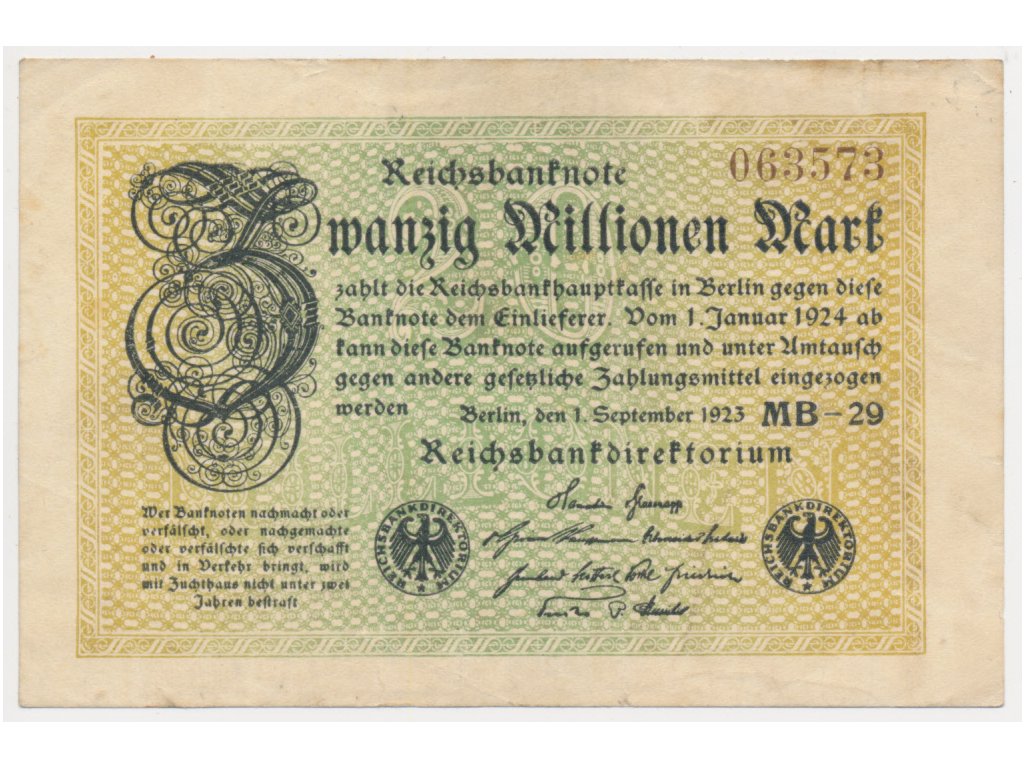 063573
Reichsbanknote
Zwanzig Millionen Mark
zahlt die Reichsbankhauptkasse in Berlin gegen diese
Banknote dem Einlieferer. Vom 1. Januar 1924 ab
kann diese Banknote aufgerufen und unter Umtausch
gegen andere gesetzliche Zahlungsmittel eingezogen
werden
Berlin, den 1. September 1923 MB-29
Reichsbankdirektorium
Wer Banknoten nachmacht oder
verfälscht, oder nachgemachte
oder verfälschte sich verschafft
und in Verkehr bringt, wird
mit Zuchthaus nicht unter zwei
Jahren bestraft
REICHSBANKDIREKTORIUM
REICHSBANKDIREKTORIUM
20